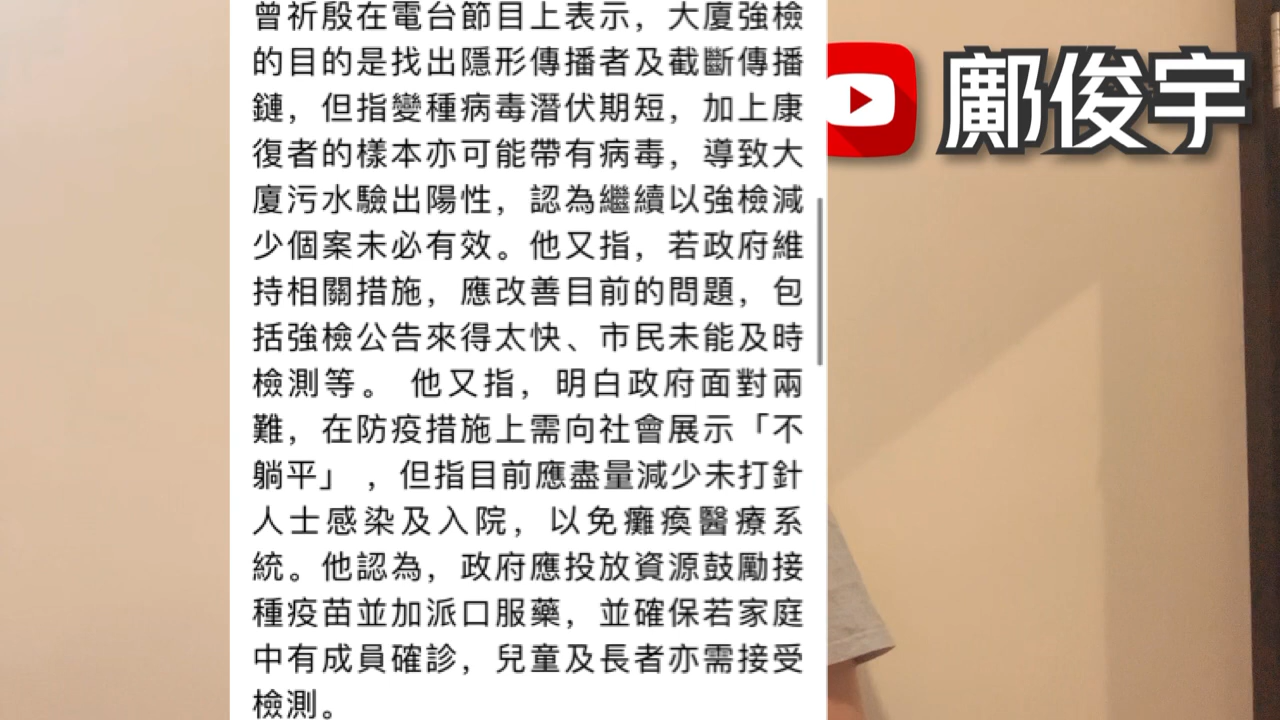 曾祈殷在電台節目上表示，大廈強檢
的目的是找出隱形傳播者及截斷傳播
鏈，但指變種病毒潛伏期短，加上康
復者的樣本亦可能帶有病毒，導致大
廈污水驗出陽性，認為繼續以強檢減
少個案未必有效。他又指，若政府維
持相關措施，應改善目前的問題，包
括強檢公告來得太快、市民未能及時
檢測等。 他又指，明白政府面對兩
難，在防疫措施上需向社會展示「不
躺平」，但指目前應盡量減少未打針
人士感染及入院，以免癱瘓醫療系
統。他認為，政府應投放資源鼓勵接
種疫苗並加派口服藥，並確保若家庭
中有成員確診，兒童及長者亦需接受
檢測。
鄺俊宇